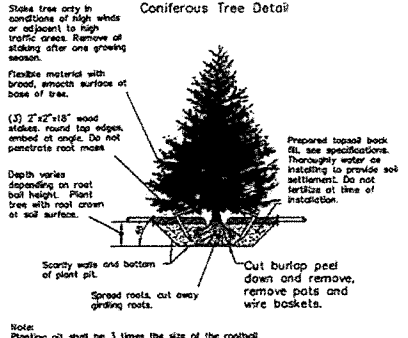 Coniferous Tree Detail
Stake tree only in
conditions of high winds
or adjacent to high
traffic areas. Remove all
staking after one growing
season.
Flexible material with
broad, smooth surface at
base of tree.
(3) 2"x2"x18" wood
stakes, round top edges,
embed at angle. Do not
penetrate root mass.
Depth varies
depending on root
ball height. Plant
tree with root crown
at soil surface.
Prepared topsoil back
fill, see specifications.
Thoroughly water as
installing to provide soil
settlement. Do not
fertilize at time of
installation.
Scarify walls and bottom
of plant pit.
Spread roots, cut away
girdling roots.
Cut burlap peel
down and remove,
remove pots and
wire baskets.
Note:
Planting pit shall be 3 times the size of the rootball